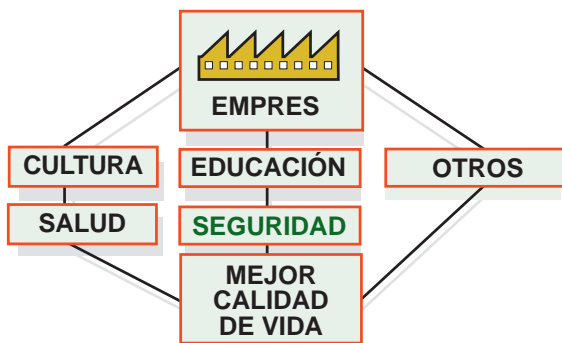 EMPRES
CULTURA
EDUCACIÓN
OTROS
SALUD
SEGURIDAD
MEJOR
CALIDAD
DE VIDA